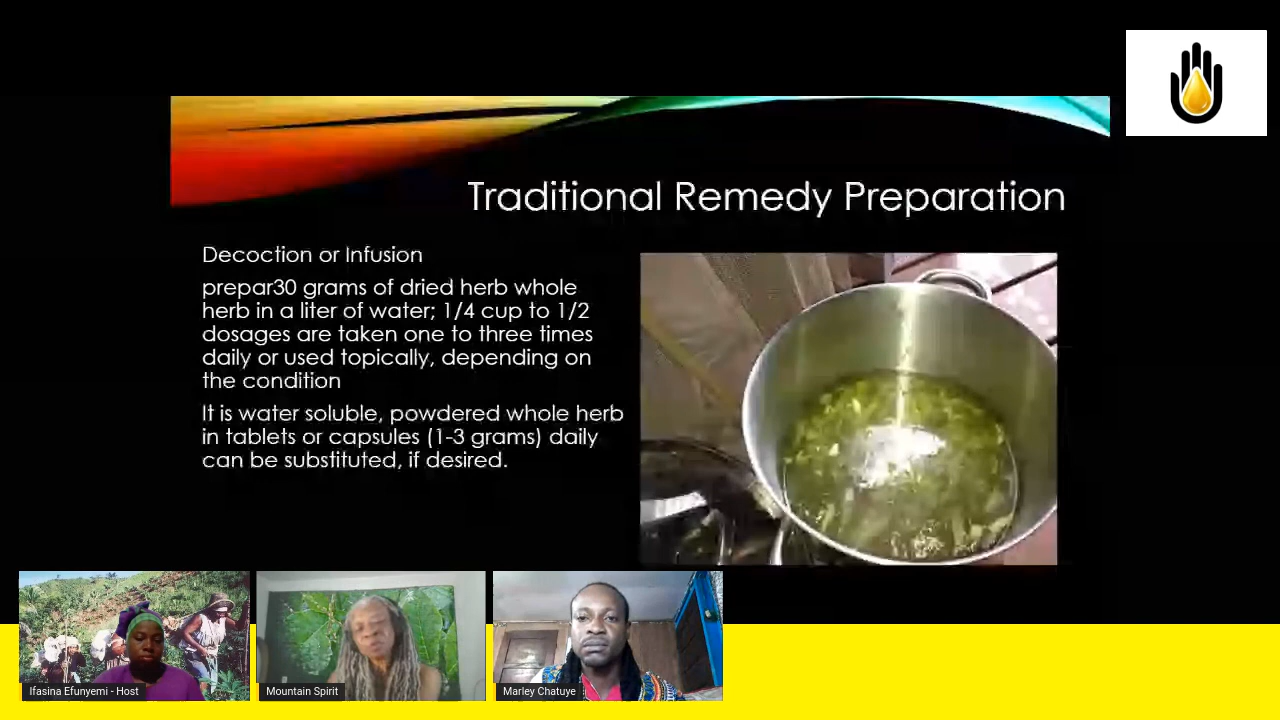 Traditional Remedy Preparation
Decoction or Infusion
prepar30 grams of dried herb whole
herb in a liter of water; 1/4 cup to 1/2
dosages are taken one to three times
daily or used topically, depending on
the condition
It is water soluble, powdered whole herb
in tablets or capsules (1-3 grams) daily
can be substituted, if desired.
Ifasina Efunyemi - Host
Mountain Spirit
Marley Chatuye